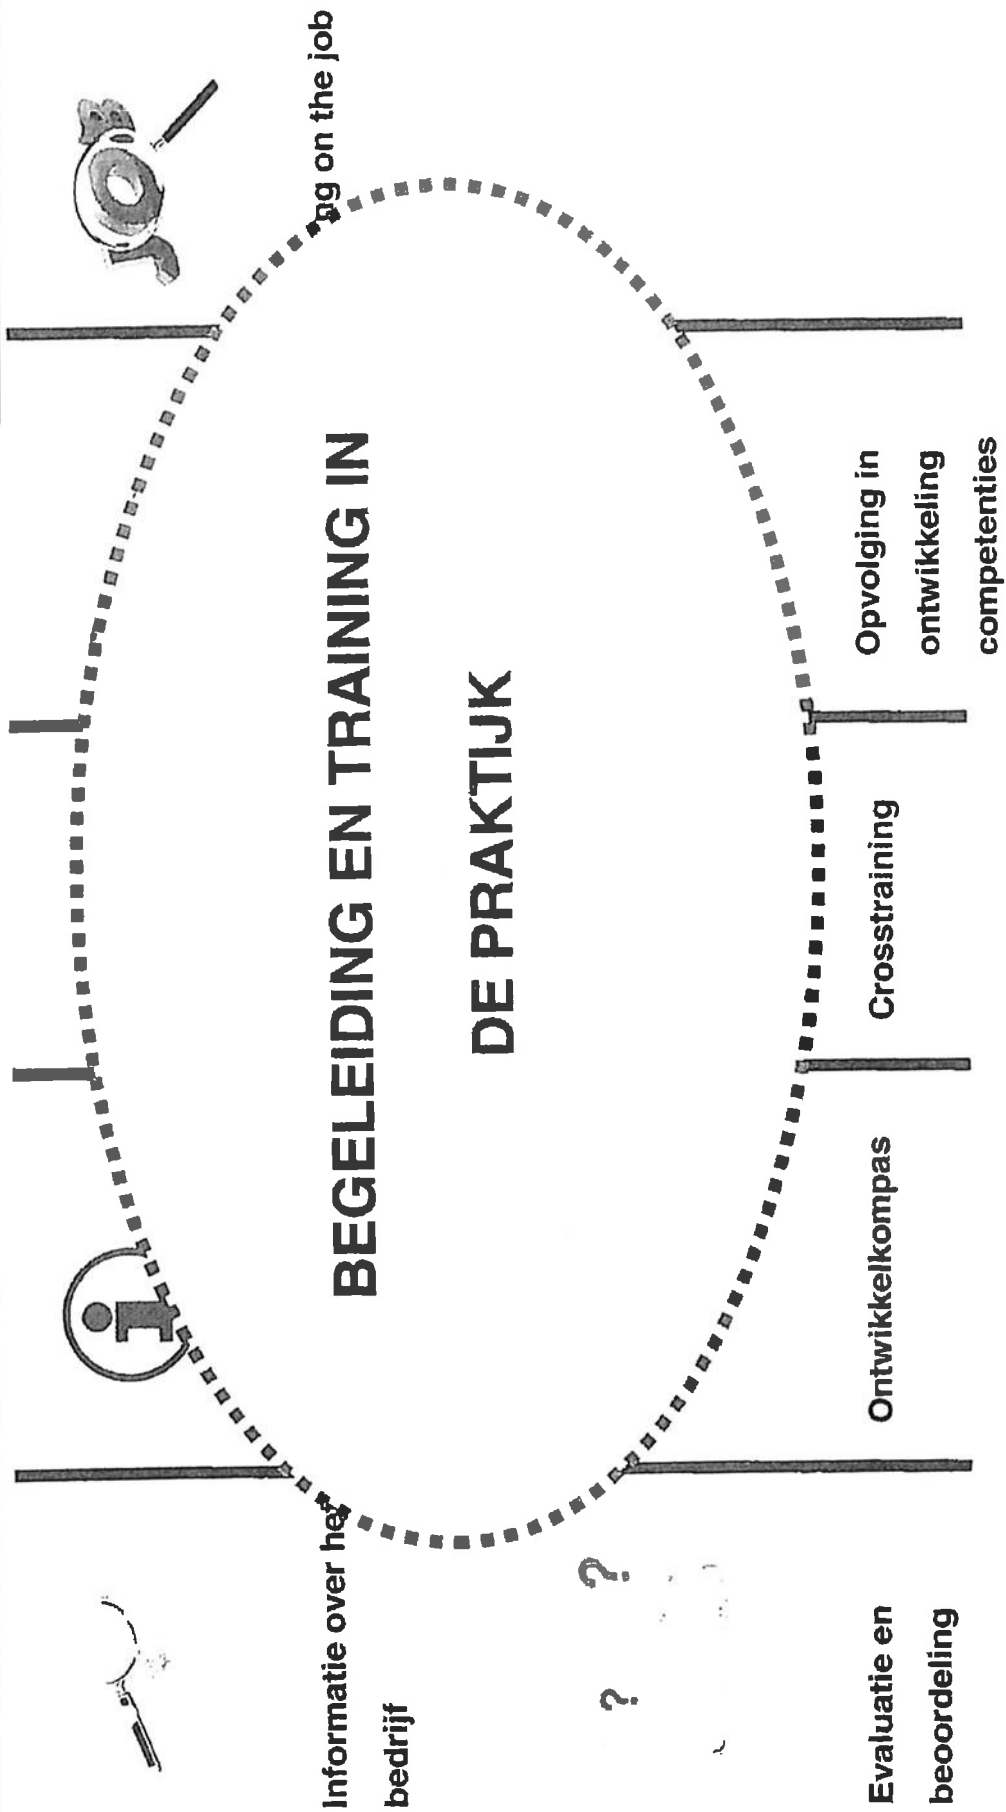 Informatie over het
bedrijf
ng on the job
BEGELEIDING EN TRAINING IN
DE PRAKTIJK
? ?
Evaluatie en
beoordeling
Ontwikkelkompas
Crosstraining
Opvolging in
ontwikkeling
competenties